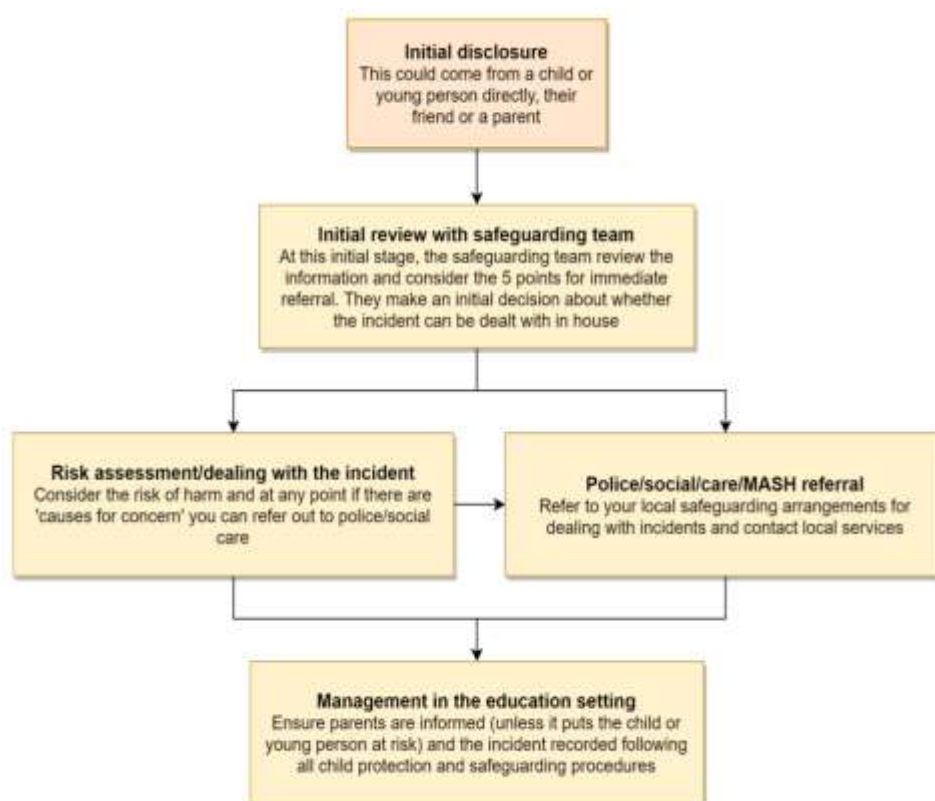 Initial disclosure
This could come from a child or
young person directly, their
friend or a parent
Initial review with safeguarding team
At this initial stage, the safeguarding team review the
information and consider the 5 points for immediate
referral. They make an initial decision about whether
the incident can be dealt with in house
Risk assessment/dealing with the incident
Consider the risk of harm and at any point if there are
'causes for concern' you can refer out to police/social
care
Police/social/care/MASH referral
Refer to your local safeguarding arrangements for
dealing with incidents and contact local services
Management in the education setting
Ensure parents are informed (unless it puts the child or
young person at risk) and the incident recorded following
all child protection and safeguarding procedures